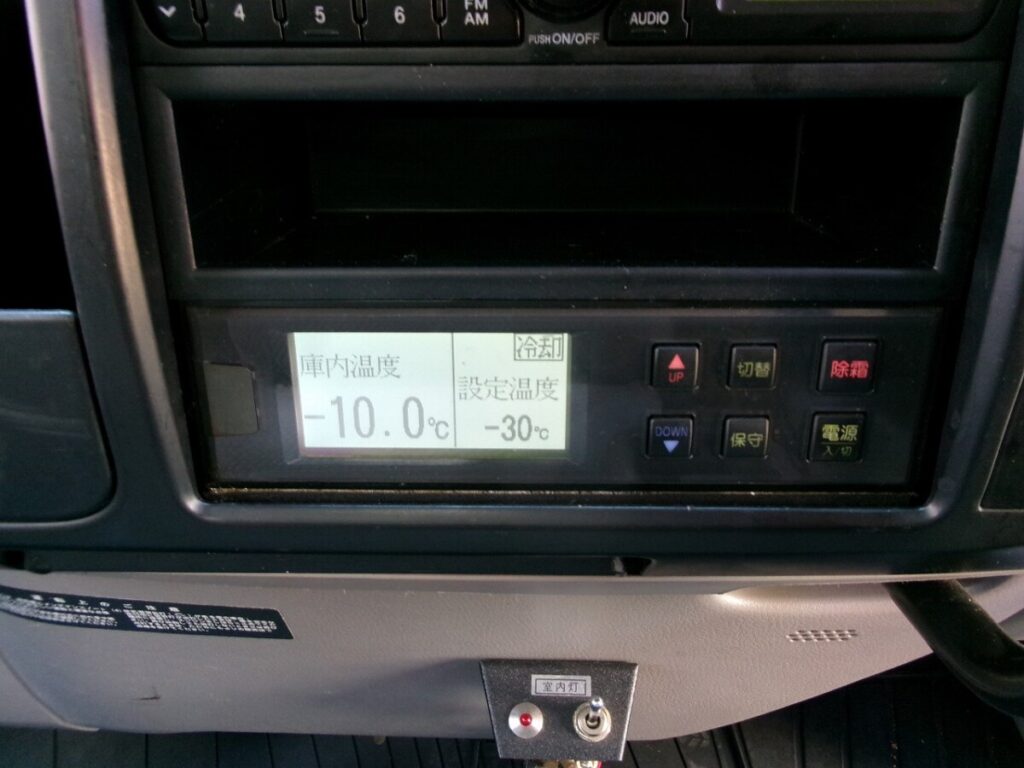 4
5
6
FM
AM
PUSH ON/OFF
AUDIO
冷却
庫内温度
設定温度
-10.0℃
-30℃
UP
切替
除霜
DOWN
保守
電源
入/切
室内灯